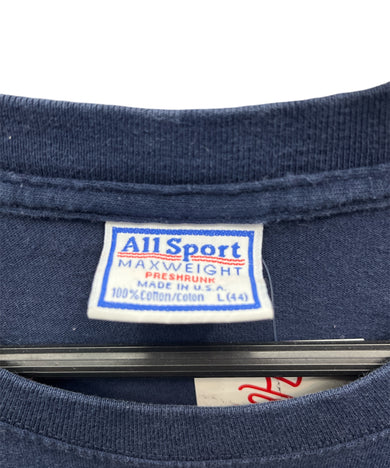 All Sport
MAXWEIGHT
PRESHRUNK
MADE IN U.S.A.
100% Cotton/Coton L (44)